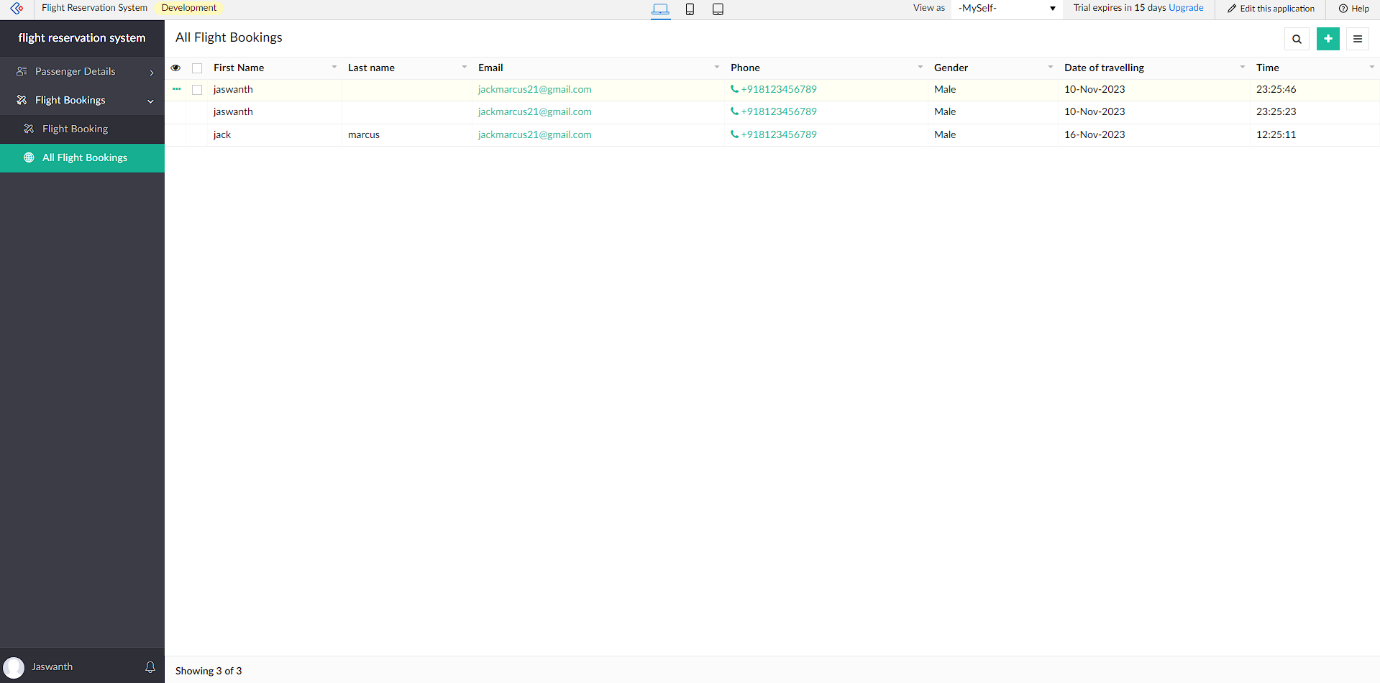 Flight Reservation System Development View as -MySelf- Trial expires in 15 days Upgrade Edit this application Help
flight reservation system
All Flight Bookings
Passenger Details
Flight Bookings
Flight Booking
All Flight Bookings
First Name Last name Email Phone Gender Date of travelling Time
jaswanth jackmarcus21@gmail.com +918123456789 Male 10-Nov-2023 23:25:46
jaswanth jackmarcus21@gmail.com +918123456789 Male 10-Nov-2023 23:25:23
jack marcus jackmarcus21@gmail.com +918123456789 Male 16-Nov-2023 12:25:11
Jaswanth
Showing 3 of 3